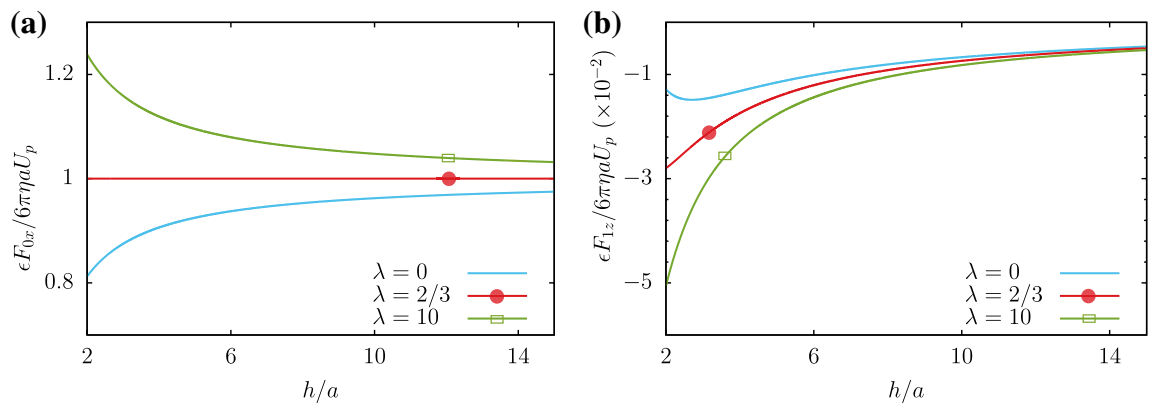 (a)
ϵF₀ₓ/6πηaUₚ
1.2
1
0.8
λ = 0
λ = 2/3
λ = 10
2 6 10 14
h/a
(b)
ϵF₁z/6πηaUₚ (×10⁻²)
−1
−3
−5
λ = 0
λ = 2/3
λ = 10
2 6 10 14
h/a